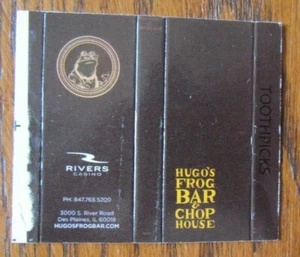 RIVERS
CASINO
PH: 847.768.5200
3000 S. River Road
Des Plaines, IL 60018
HUGOSFROGBAR.COM
HUGO'S
FROG
BAR
&
CHOP
HOUSE
TOOTHPICKS